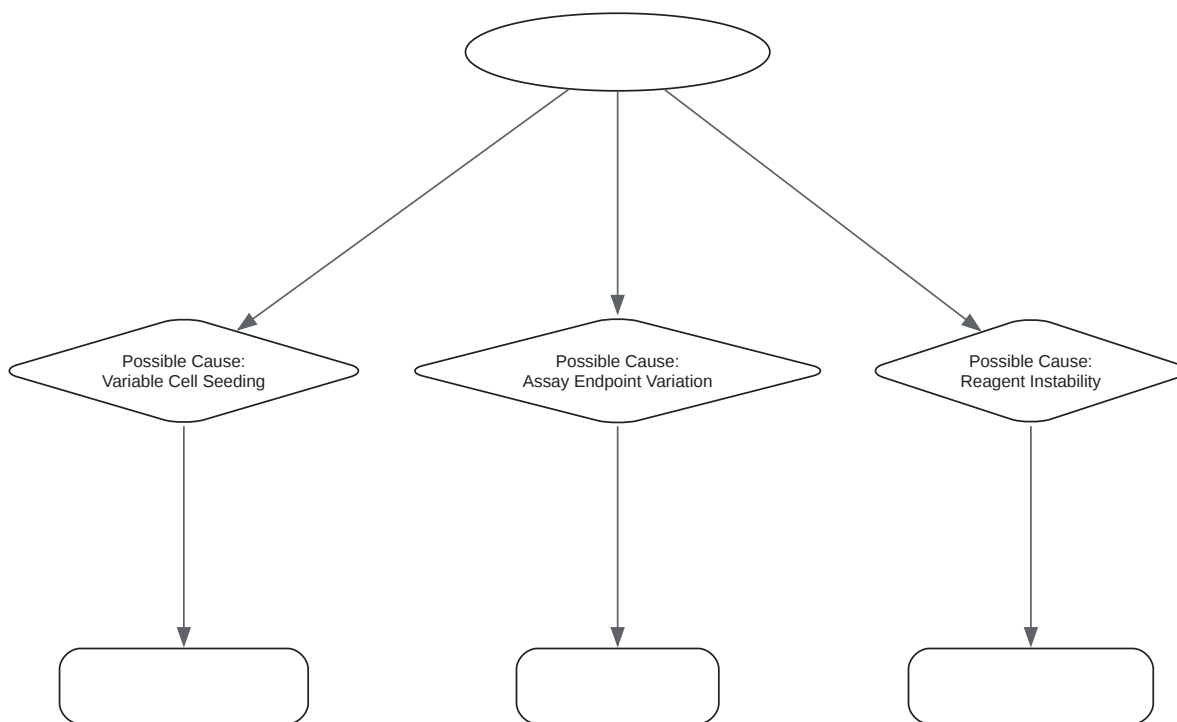 Possible Cause:
Variable Cell Seeding
Possible Cause:
Assay Endpoint Variation
Possible Cause:
Reagent Instability